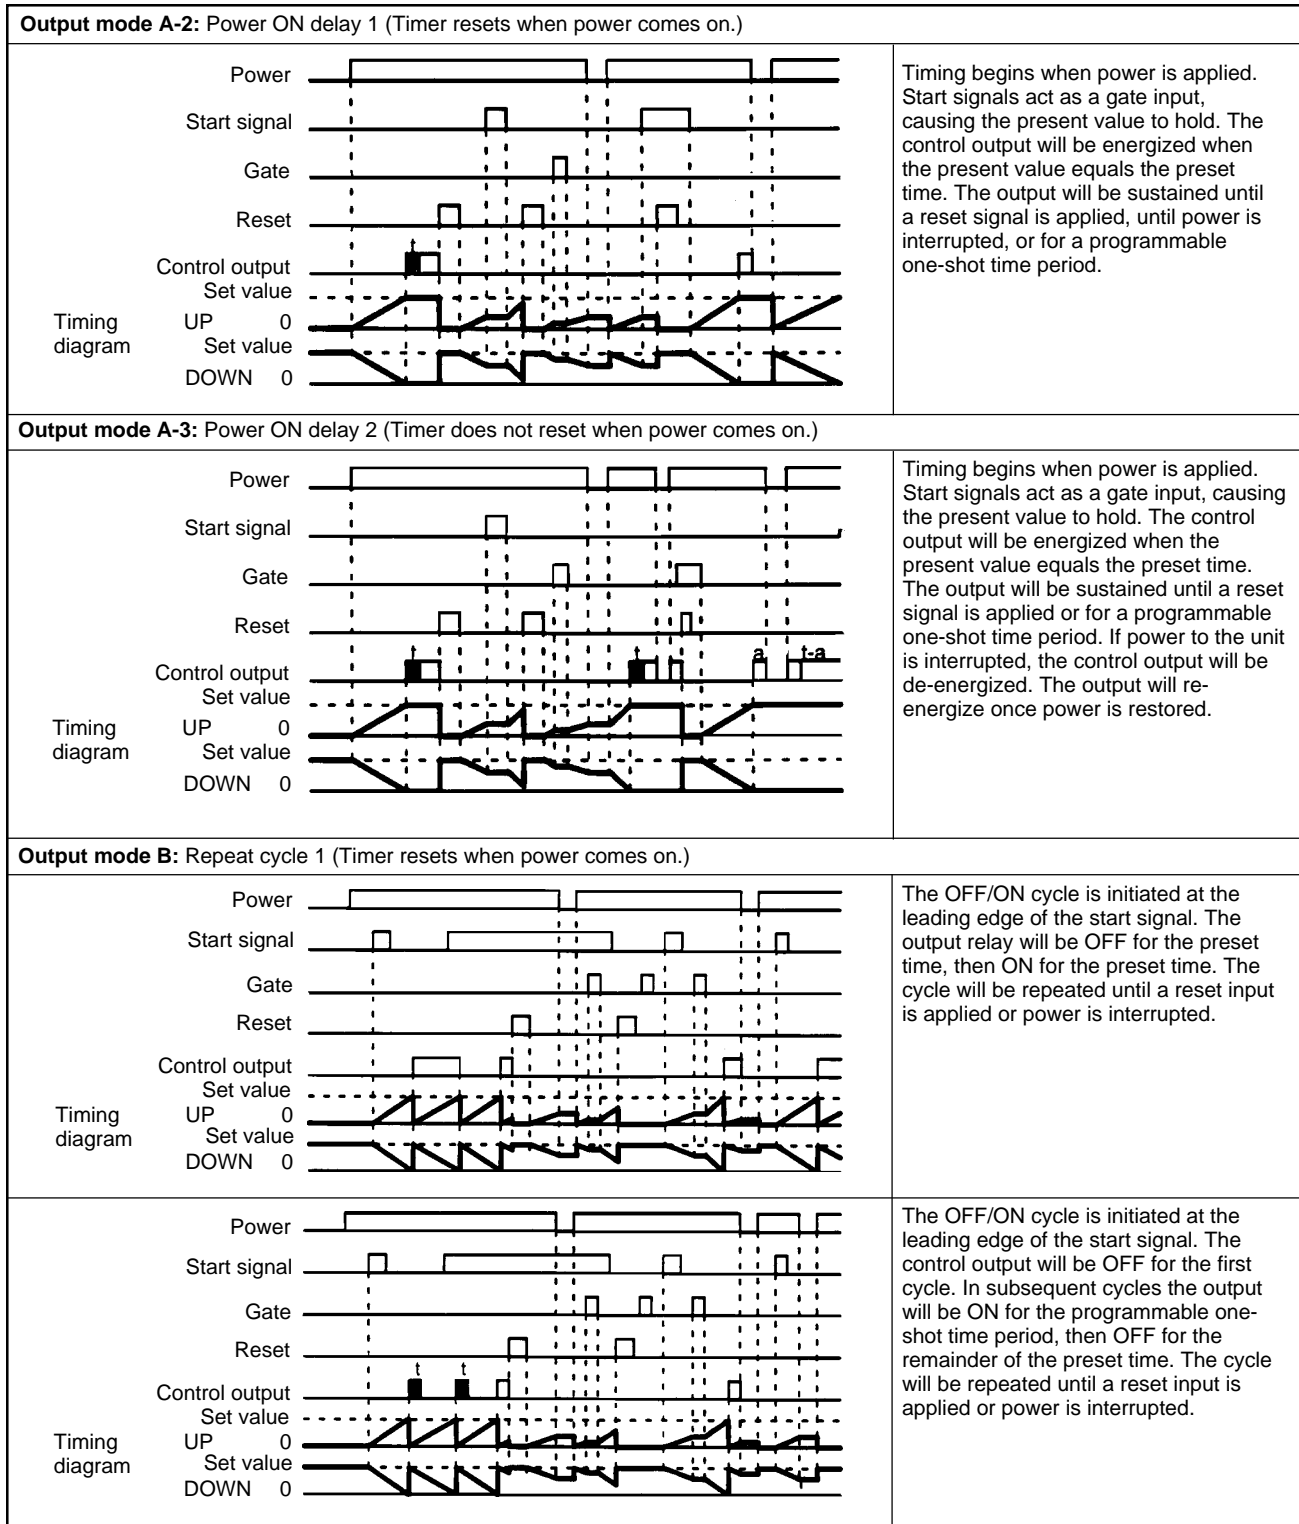 Output mode A-2: Power ON delay 1 (Timer resets when power comes on.)
Power
Start signal
Gate
Reset
t
Control output
Set value
Timing diagram
UP 0
Set value
DOWN 0
Timing begins when power is applied.
Start signals act as a gate input,
causing the present value to hold. The
control output will be energized when
the present value equals the preset
time. The output will be sustained until
a reset signal is applied, until power is
interrupted, or for a programmable
one-shot time period.
Output mode A-3: Power ON delay 2 (Timer does not reset when power comes on.)
Power
Start signal
Gate
Reset
t t a t-a
Control output
Set value
Timing diagram
UP 0
Set value
DOWN 0
Timing begins when power is applied.
Start signals act as a gate input, causing
the present value to hold. The control
output will be energized when the
present value equals the preset time.
The output will be sustained until a reset
signal is applied or for a programmable
one-shot time period. If power to the unit
is interrupted, the control output will be
de-energized. The output will re-
energize once power is restored.
Output mode B: Repeat cycle 1 (Timer resets when power comes on.)
Power
Start signal
Gate
Reset
Control output
Set value
Timing diagram
UP 0
Set value
DOWN 0
The OFF/ON cycle is initiated at the
leading edge of the start signal. The
output relay will be OFF for the preset
time, then ON for the preset time. The
cycle will be repeated until a reset input
is applied or power is interrupted.
Power
Start signal
Gate
Reset
t t
Control output
Set value
Timing diagram
UP 0
Set value
DOWN 0
The OFF/ON cycle is initiated at the
leading edge of the start signal. The
control output will be OFF for the first
cycle. In subsequent cycles the output
will be ON for the programmable one-
shot time period, then OFF for the
remainder of the preset time. The cycle
will be repeated until a reset input is
applied or power is interrupted.